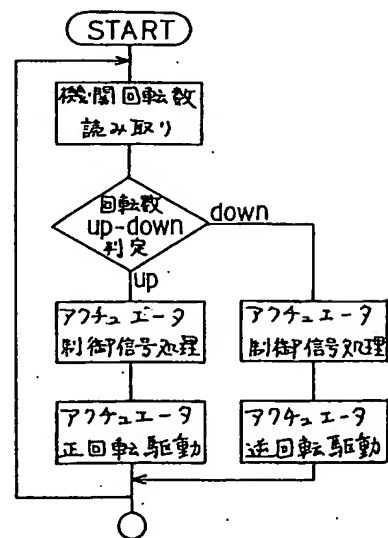 START
機関回転数
読み取り
回転数
up-down
判定
down
up
アクチュエータ
制御信号処理
アクチュエータ
正回転駆動
アクチュエータ
制御信号処理
アクチュエータ
逆回転駆動